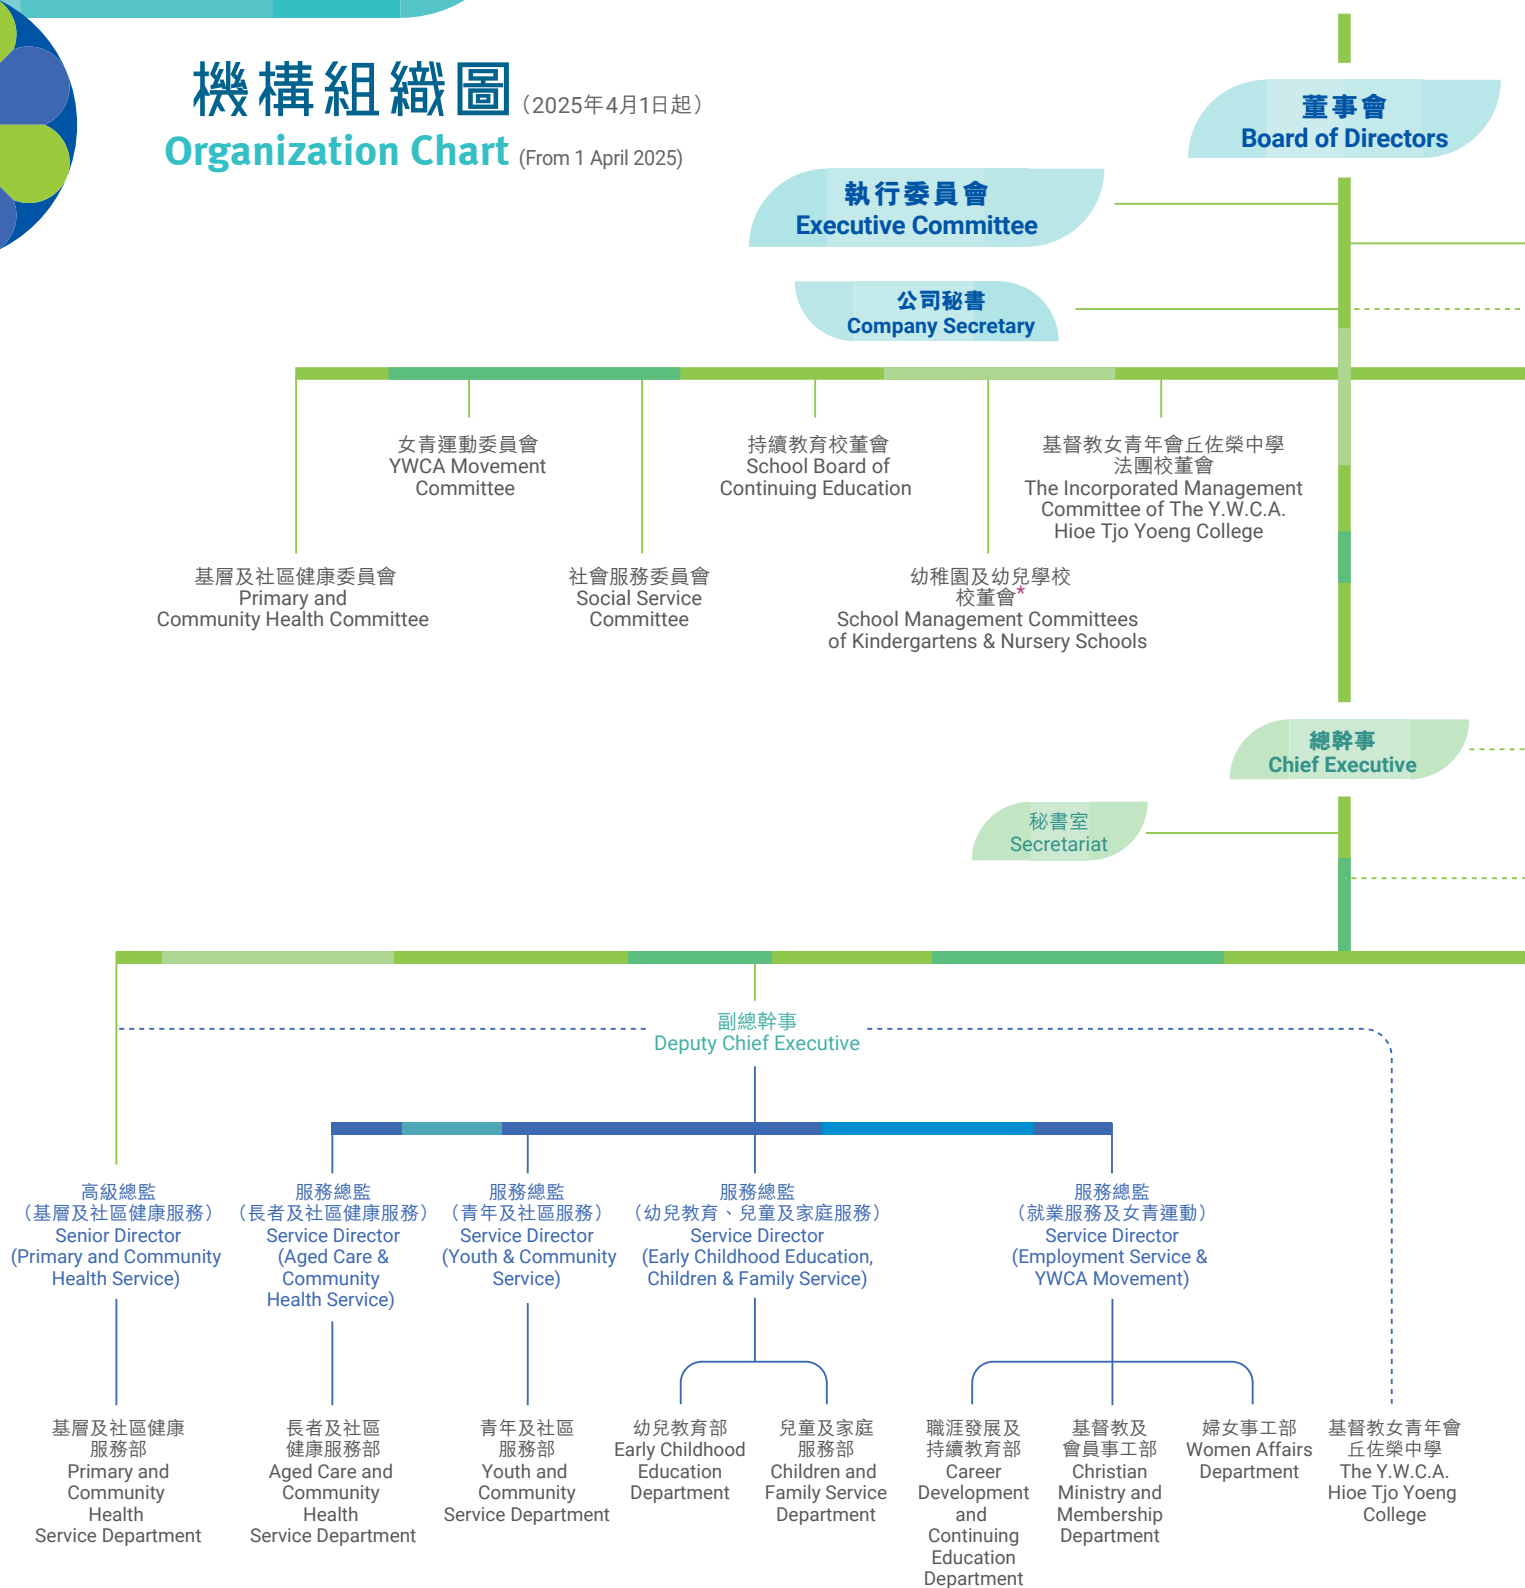 機構組織圖（2025年4月1日起）
Organization Chart (From 1 April 2025)
董事會
Board of Directors
執行委員會
Executive Committee
公司秘書
Company Secretary
女青運動委員會
YWCA Movement
Committee
持續教育校董會
School Board of
Continuing Education
基督教女青年會丘佐榮中學
法團校董會
The Incorporated Management
Committee of The Y.W.C.A.
Hioe Tjo Yoeng College
基層及社區健康委員會
Primary and
Community Health Committee
社會服務委員會
Social Service
Committee
幼稚園及幼兒學校
校董會*
School Management Committees
of Kindergartens & Nursery Schools
總幹事
Chief Executive
秘書室
Secretariat
副總幹事
Deputy Chief Executive
高級總監
（基層及社區健康服務）
Senior Director
(Primary and Community
Health Service)
服務總監
（長者及社區健康服務）
Service Director
(Aged Care &
Community
Health Service)
服務總監
（青年及社區服務）
Service Director
(Youth & Community
Service)
服務總監
（幼兒教育、兒童及家庭服務）
Service Director
(Early Childhood Education,
Children & Family Service)
服務總監
（就業服務及女青運動）
Service Director
(Employment Service &
YWCA Movement)
基層及社區健康
服務部
Primary and
Community
Health
Service Department
長者及社區
健康服務部
Aged Care and
Community
Health
Service Department
青年及社區
服務部
Youth and
Community
Service Department
幼兒教育部
Early Childhood
Education
Department
兒童及家庭
服務部
Children and
Family Service
Department
職涯發展及
持續教育部
Career
Development
and
Continuing
Education
Department
基督教及
會員事工部
Christian
Ministry and
Membership
Department
婦女事工部
Women Affairs
Department
基督教女青年會
丘佐榮中學
The Y.W.C.A.
Hioe Tjo Yoeng
College